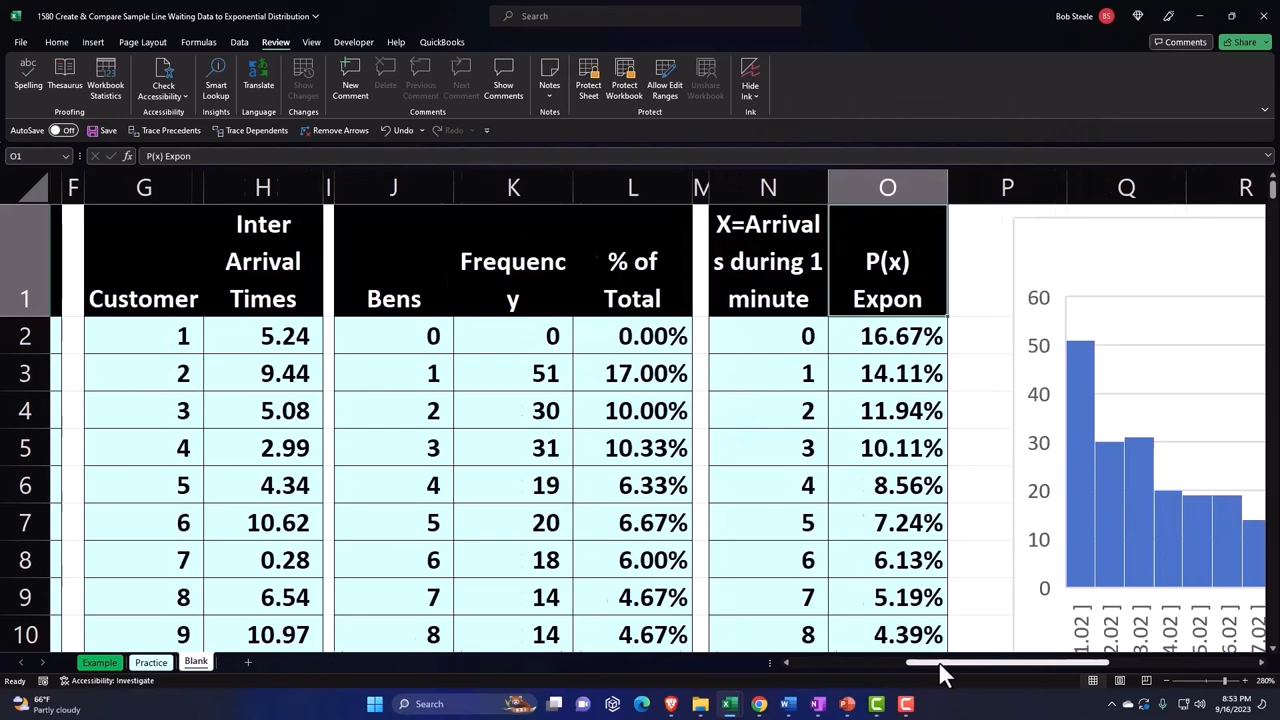 1580 Create & Compare Sample Line Waiting Data to Exponential Distribution
Search
Bob Steele BS
File Home Insert Page Layout Formulas Data Review View Developer Help QuickBooks
Comments Share
Spelling Thesaurus Workbook Statistics
Check Accessibility
Smart Lookup
Translate
Show Changes
New Comment
Delete
Previous Comment
Next Comment
Show Comments
Notes
Protect Sheet
Protect Workbook
Allow Edit Ranges
Unshare Workbook
Hide Ink
Proofing Accessibility Insights Language Changes Comments Notes Protect Ink
AutoSave Off Save Trace Precedents Trace Dependents Remove Arrows Undo Redo
O1 fx P(x) Expon
F G H I J K L M N O P Q R
1 Customer Inter Arrival Times Bens Frequency % of Total X=Arrivals during 1 minute P(x) Expon
2 1 5.24 0 0 0.00% 0 16.67%
3 2 9.44 1 51 17.00% 1 14.11%
4 3 5.08 2 30 10.00% 2 11.94%
5 4 2.99 3 31 10.33% 3 10.11%
6 5 4.34 4 19 6.33% 4 8.56%
7 6 10.62 5 20 6.67% 5 7.24%
8 7 0.28 6 18 6.00% 6 6.13%
9 8 6.54 7 14 4.67% 7 5.19%
10 9 10.97 8 14 4.67% 8 4.39%
60
50
40
30
20
10
0
Example Practice Blank
Ready Accessibility: Investigate
280%
66°F
Partly cloudy
Search
8:53 PM
9/16/2023